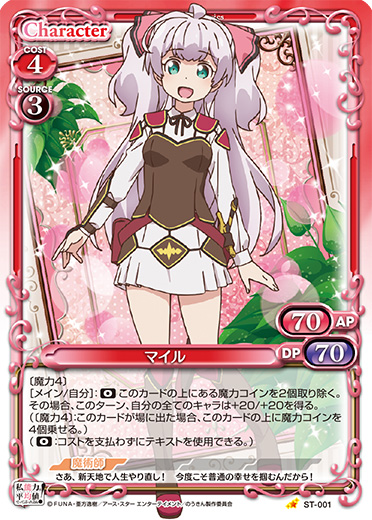 Character
COST
4
SOURCE
3
70 AP
DP 70
マイル
〔魔力4〕
[メイン/自分]:0このカードの上にある魔力コインを2個取り除く。
その場合、このターン、自分の全てのキャラは+20/+20を得る。
(〔魔力4〕:このカードが場に出た場合、このカードの上に魔力コインを
4個乗せる。)
(0:コストを支払わずにテキストを使用できる。)
魔術師
さあ、新天地で人生やり直し! 今度こそ普通の幸せを掴むんだから!
私、能力は
平均値
©FUNA・亜方逸樹/アース・スター エンターテイメント/のうきん製作委員会
ST-001